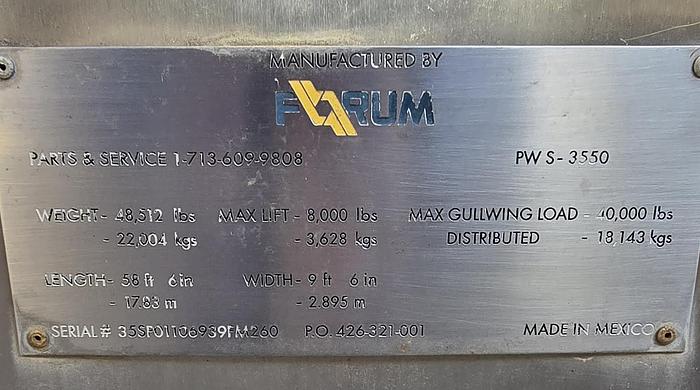 MANUFACTURED BY
FORUM
PARTS & SERVICE 1-713-609-9808 PW S- 3550
WEIGHT- 48,512 lbs MAX LIFT - 8,000 lbs MAX GULLWING LOAD - 40,000 lbs
- 22,004 kgs - 3,628 kgs DISTRIBUTED - 18,143 kgs
LENGTH- 58 ft 6 in WIDTH- 9 ft 6 in
- 17.83 m - 2.895 m
SERIAL# P.O. 426-321-001 MADE IN MEXICO